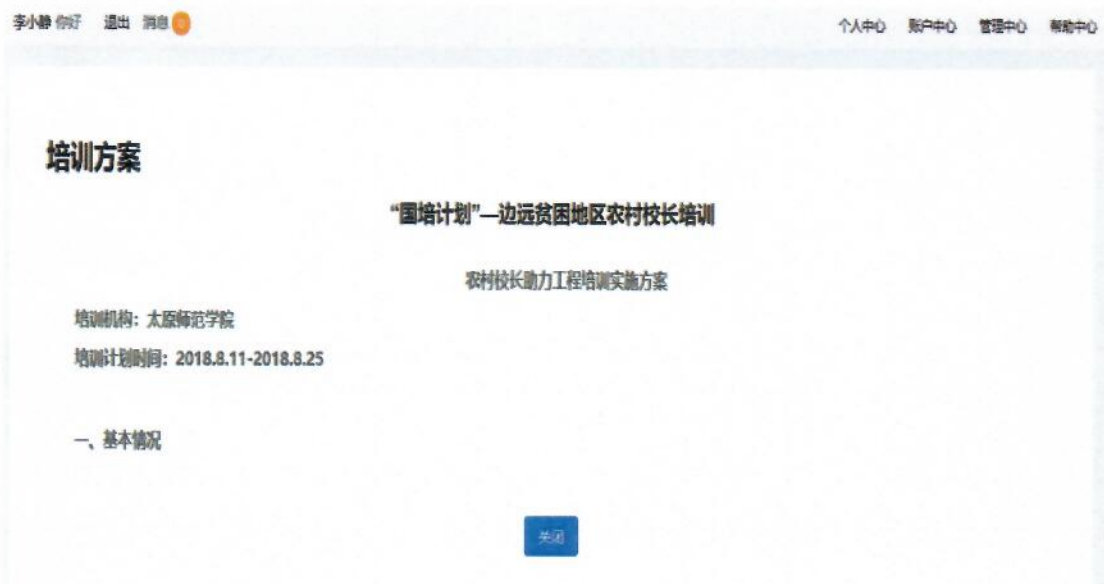 李小静 你好 退出 消息 0 个人中心 账户中心 管理中心 帮助中心
培训方案
“国培计划”—边远贫困地区农村校长培训
农村校长助力工程培训实施方案
培训机构：太原师范学院
培训计划时间：2018.8.11-2018.8.25
一、基本情况
关闭